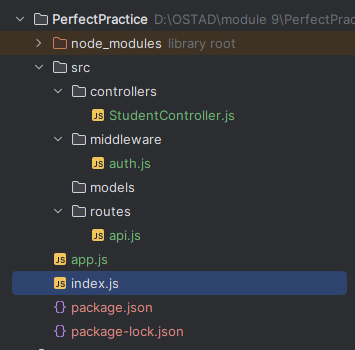 PerfectPractice D:\OSTAD\module 9\PerfectPractice
node_modules library root
src
controllers
JS StudentController.js
middleware
JS auth.js
models
routes
JS api.js
JS app.js
JS index.js
{} package.json
{} package-lock.json